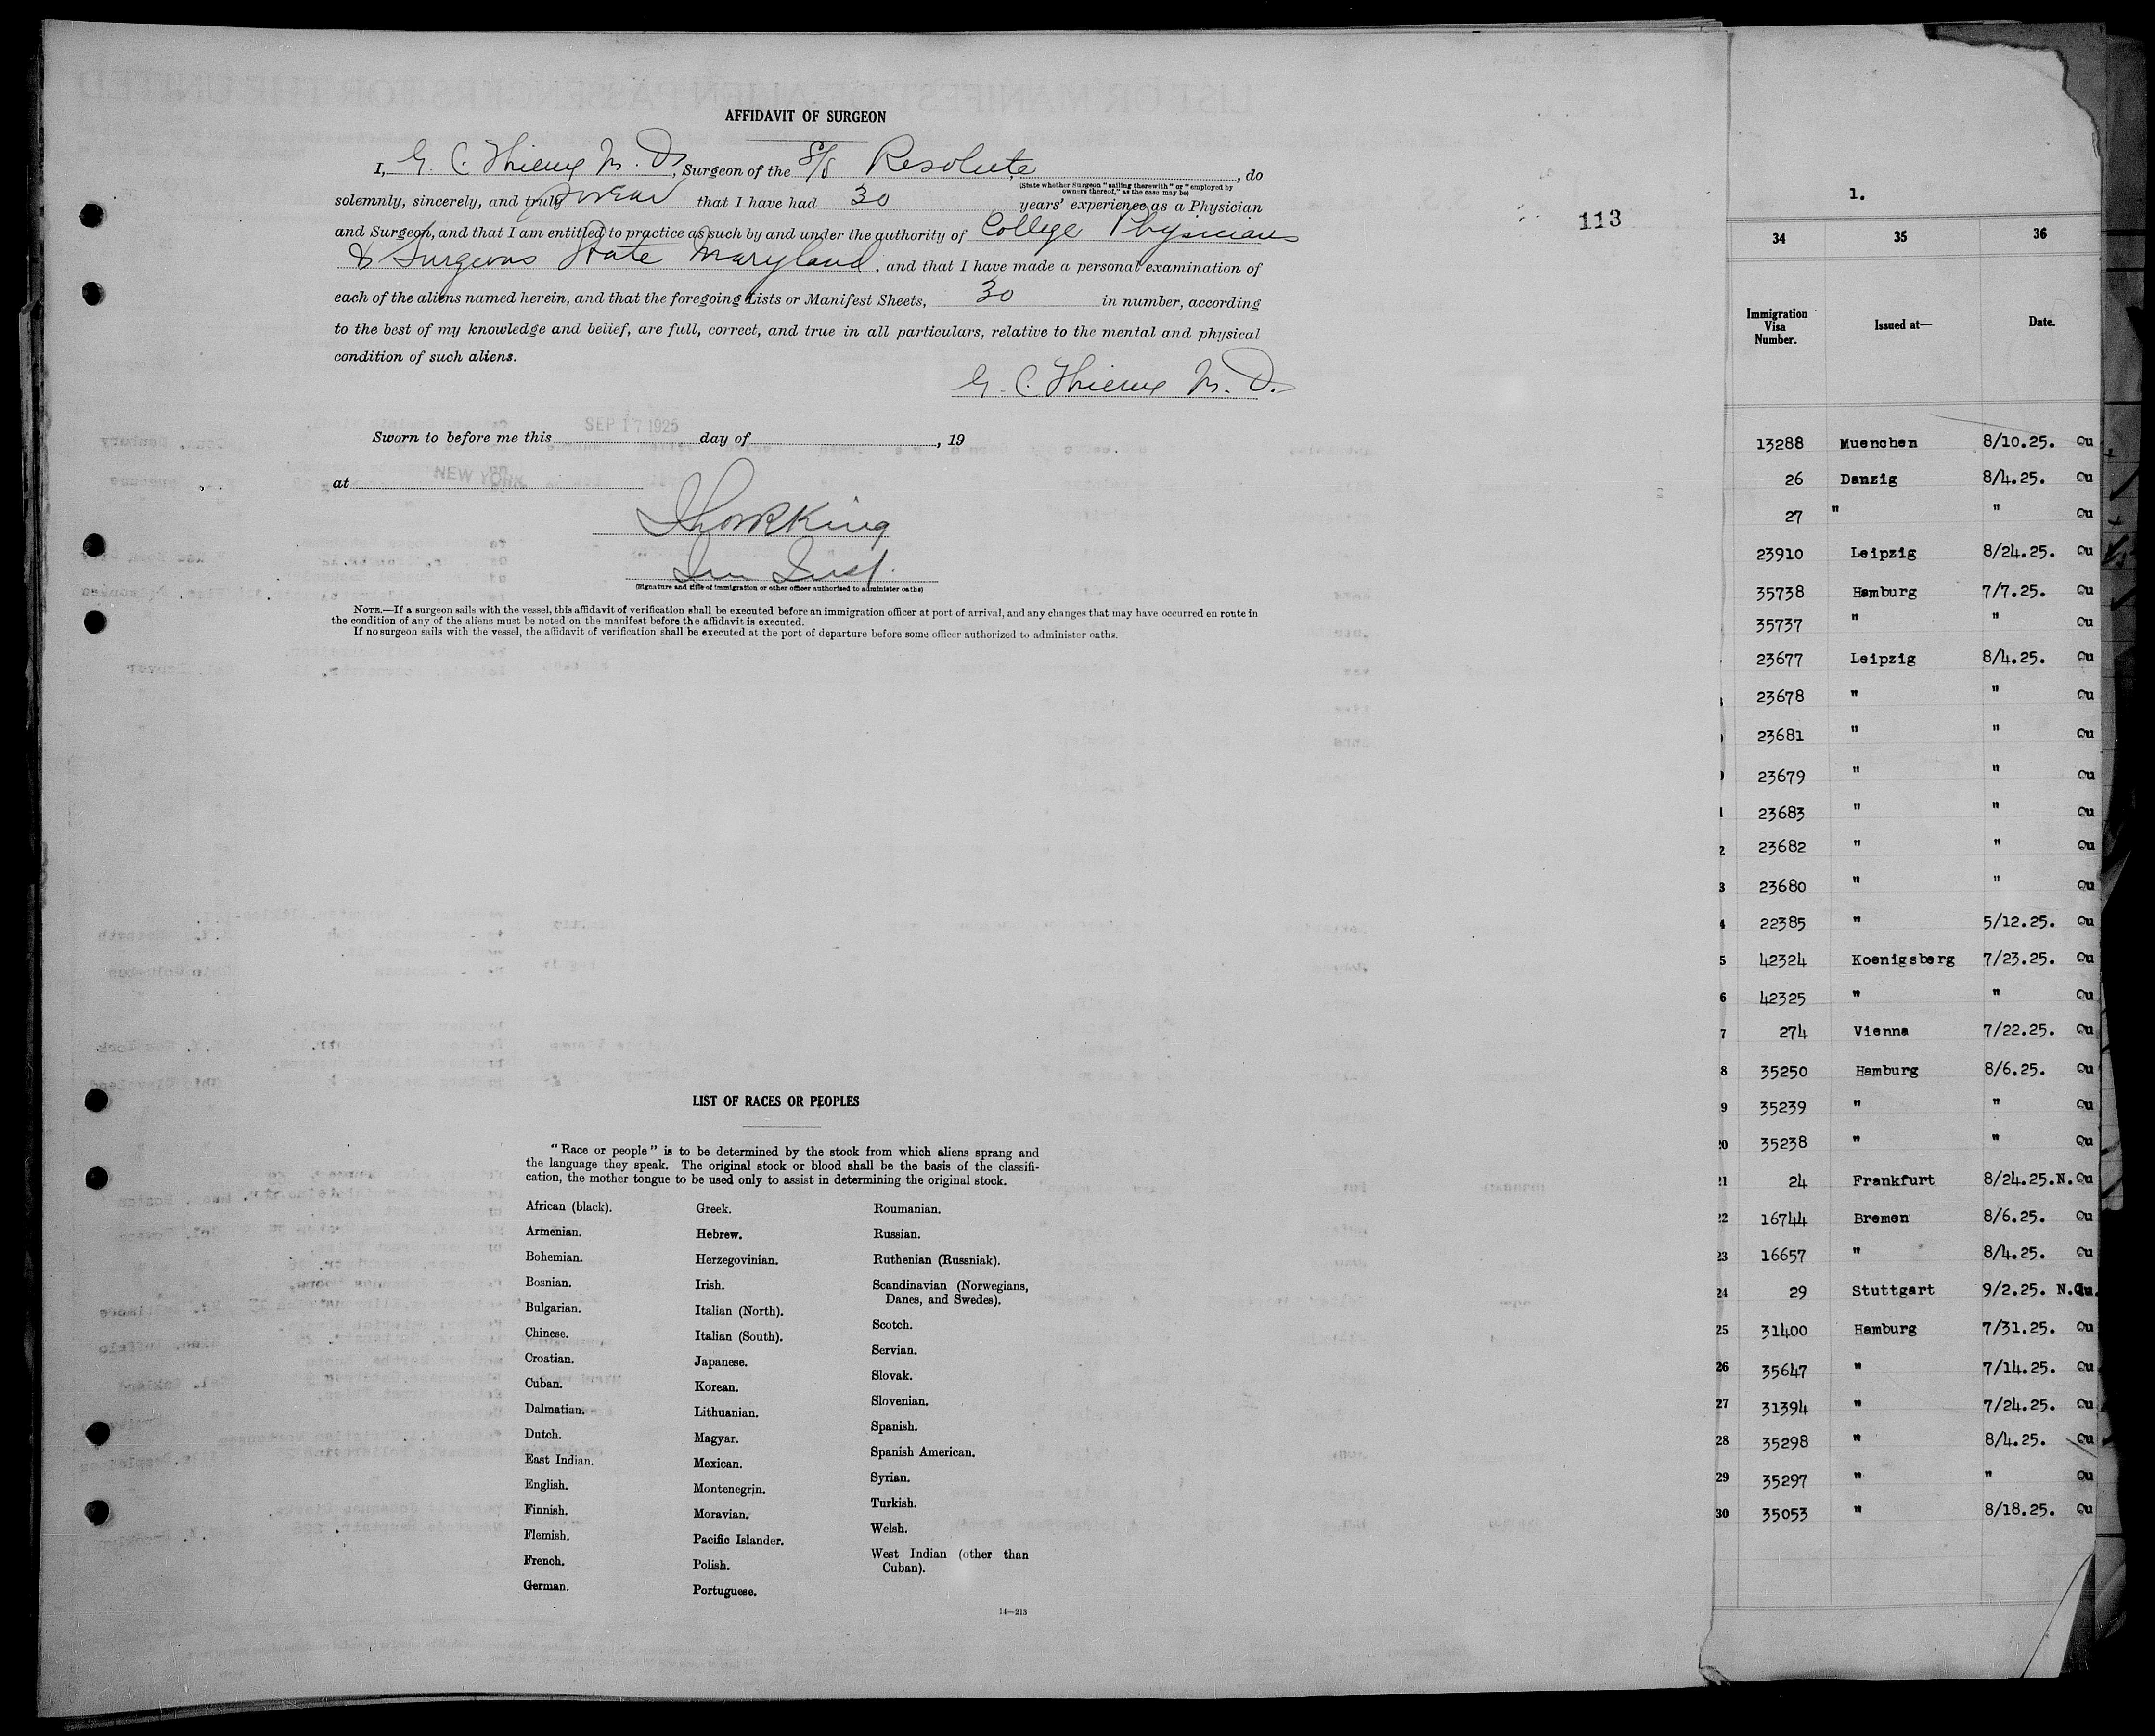 AFFIDAVIT OF SURGEON
I, G. C. Thieme M. D., Surgeon of the S/S Resolute, do
(State whether Surgeon "sailing therewith" or "employed by
owners thereof," as the case may be)
solemnly, sincerely, and truly swear that I have had 30 years' experience as a Physician
and Surgeon, and that I am entitled to practice as such by and under the authority of College Physicians
& Surgeons State Maryland, and that I have made a personal examination of
each of the aliens named herein, and that the foregoing Lists or Manifest Sheets, 30 in number, according
to the best of my knowledge and belief, are full, correct, and true in all particulars, relative to the mental and physical
condition of such aliens.
G. C. Thieme M. D.
Sworn to before me this SEP 17 1925 day of , 19
at NEW YORK
King
Imm Insp.
(Signature and title of immigration or other officer authorized to administer oaths)
NOTE.—If a surgeon sails with the vessel, this affidavit of verification shall be executed before an immigration officer at port of arrival, and any changes that may have occurred en route in
the condition of any of the aliens must be noted on the manifest before the affidavit is executed.
If no surgeon sails with the vessel, the affidavit of verification shall be executed at the port of departure before some officer authorized to administer oaths.
LIST OF RACES OR PEOPLES
"Race or people" is to be determined by the stock from which aliens sprang and
the language they speak. The original stock or blood shall be the basis of the classifi-
cation, the mother tongue to be used only to assist in determining the original stock.
African (black).
Armenian.
Bohemian.
Bosnian.
Bulgarian.
Chinese.
Croatian.
Cuban.
Dalmatian.
Dutch.
East Indian.
English.
Finnish.
Flemish.
French.
German.
Greek.
Hebrew.
Herzegovinian.
Irish.
Italian (North).
Italian (South).
Japanese.
Korean.
Lithuanian.
Magyar.
Mexican.
Montenegrin.
Moravian.
Pacific Islander.
Polish.
Portuguese.
Roumanian.
Russian.
Ruthenian (Russniak).
Scandinavian (Norwegians,
Danes, and Swedes).
Scotch.
Servian.
Slovak.
Slovenian.
Spanish.
Spanish American.
Syrian.
Turkish.
Welsh.
West Indian (other than
Cuban).
14—213
113
1.
34 35 36
Immigration
Visa
Number.
Issued at—
Date.
13288 Muenchen 8/10.25. Qu
26 Danzig 8/4.25. Qu
27 " " Qu
23910 Leipzig 8/24.25. Qu
35738 Hamburg 7/7.25. Qu
35737 " " Qu
23677 Leipzig 8/4.25. Qu
23678 " " Qu
23681 " " Qu
23679 " " Qu
1 23683 " " Qu
2 23682 " " Qu
3 23680 " " Qu
4 22385 " 5/12.25. Qu
5 42324 Koenigsberg 7/23.25. Qu
6 42325 " " Qu
7 274 Vienna 7/22.25. Qu
8 35250 Hamburg 8/6.25. Qu
9 35239 " " Qu
20 35238 " " Qu
21 24 Frankfurt 8/24.25.N.Qu
22 16744 Bremen 8/6.25. Qu
23 16657 " 8/4.25. Qu
24 29 Stuttgart 9/2.25. N.Qu.
25 31400 Hamburg 7/31.25. Qu
26 35647 " 7/14.25. Qu
27 31394 " 7/24.25. Qu
28 35298 " 8/4.25. Qu
29 35297 " " Qu
30 35053 " 8/18.25. Qu